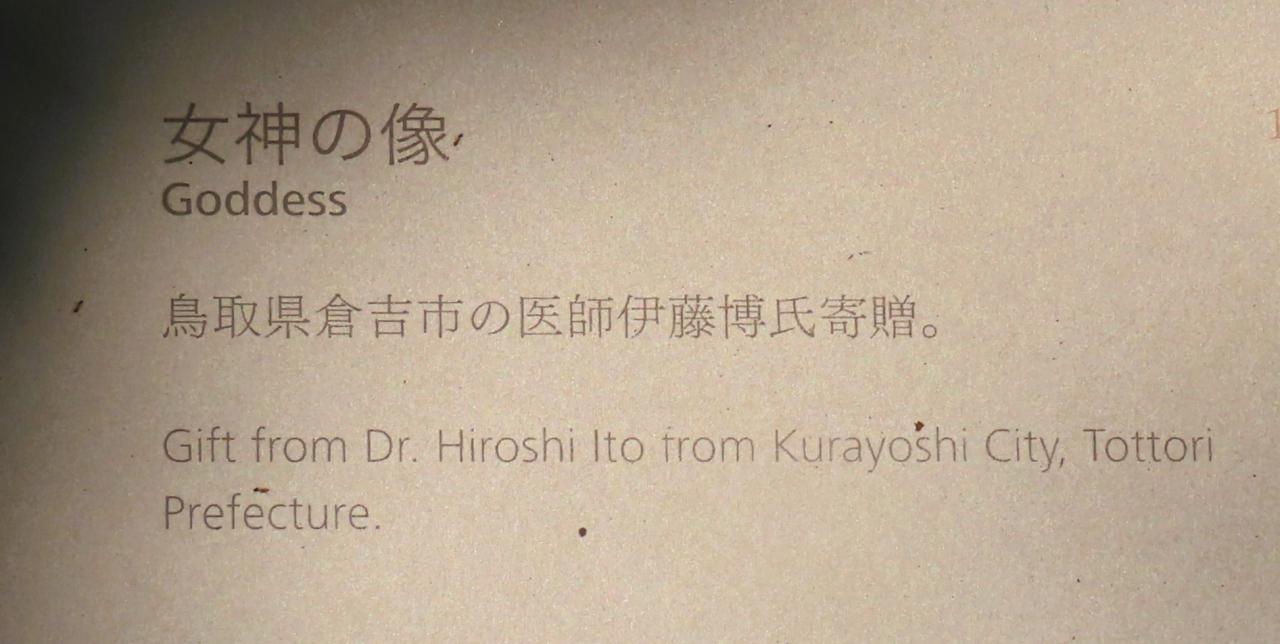 女神の像
Goddess
鳥取県倉吉市の医師伊藤博氏寄贈。
Gift from Dr. Hiroshi Ito from Kurayoshi City, Tottori
Prefecture.